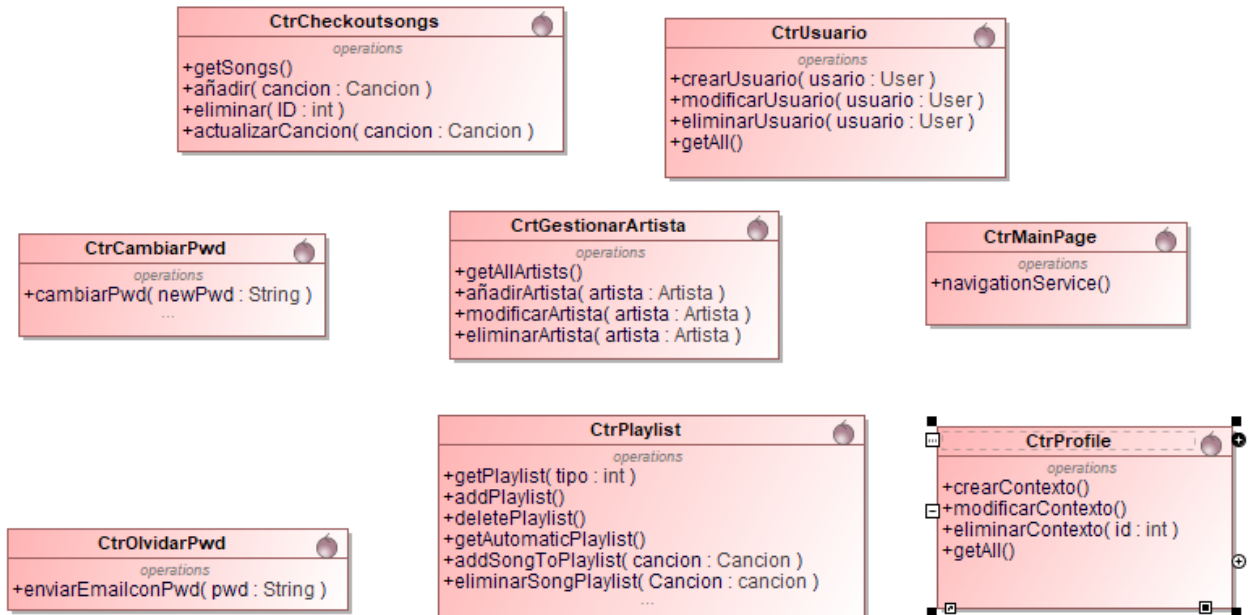 CtrCheckoutsongs
operations
+getSongs()
+añadir( cancion : Cancion )
+eliminar( ID : int )
+actualizarCancion( cancion : Cancion )
CtrUsuario
operations
+crearUsuario( usario : User )
+modificarUsuario( usuario : User )
+eliminarUsuario( usuario : User )
+getAll()
CtrCambiarPwd
operations
+cambiarPwd( newPwd : String )
...
CrtGestionarArtista
operations
+getAllArtists()
+añadirArtista( artista : Artista )
+modificarArtista( artista : Artista )
+eliminarArtista( artista : Artista )
CtrMainPage
operations
+navigationService()
CtrOlvidarPwd
operations
+enviarEmailconPwd( pwd : String )
CtrPlaylist
operations
+getPlaylist( tipo : int )
+addPlaylist()
+deletePlaylist()
+getAutomaticPlaylist()
+addSongToPlaylist( cancion : Cancion )
+eliminarSongPlaylist( Cancion : cancion )
...
CtrProfile
operations
+crearContexto()
+modificarContexto()
+eliminarContexto( id : int )
+getAll()